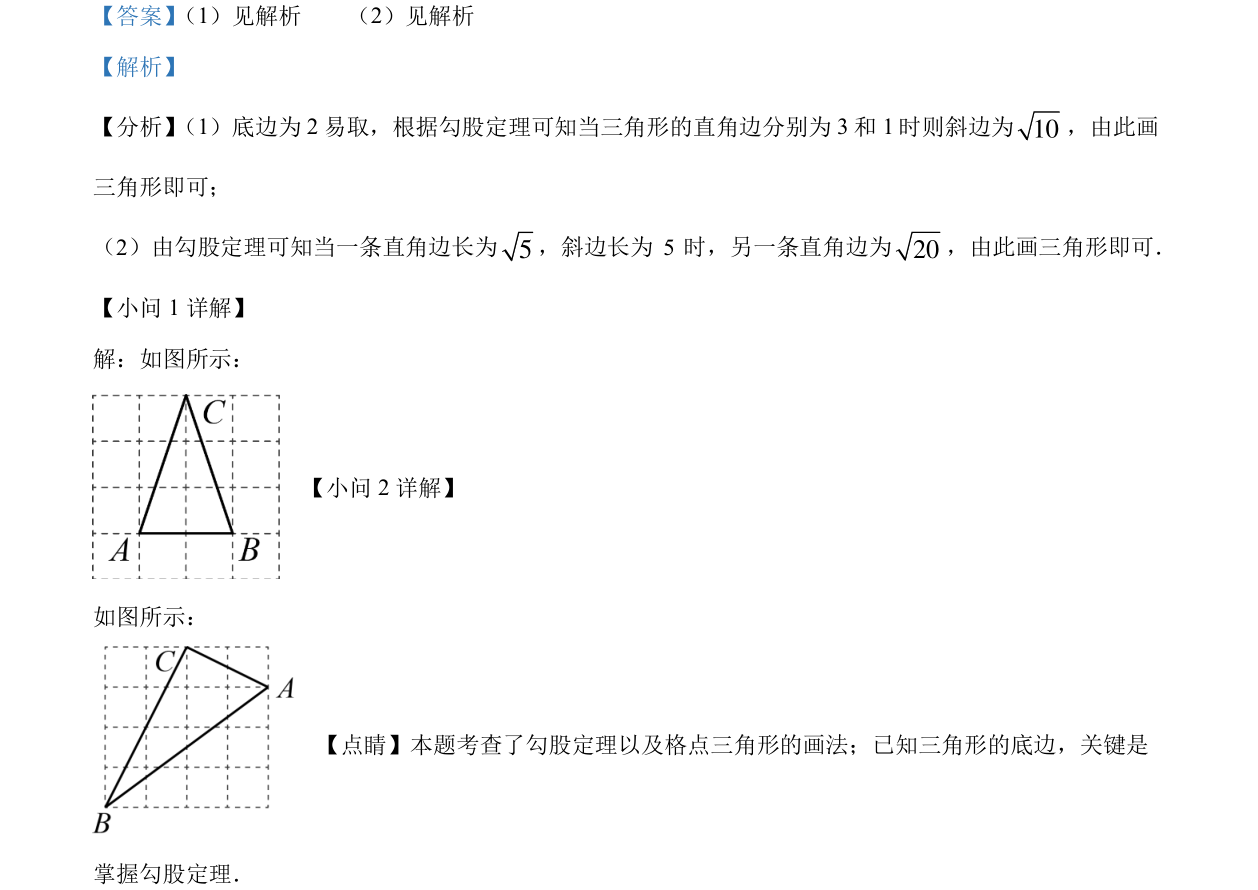 【答案】（1）见解析　　（2）见解析
【解析】
【分析】（1）底边为 2 易取，根据勾股定理可知当三角形的直角边分别为 3 和 1 时则斜边为√10，由此画
三角形即可；
（2）由勾股定理可知当一条直角边长为√5，斜边长为 5 时，另一条直角边为√20，由此画三角形即可．
【小问 1 详解】
解：如图所示：
C
【小问 2 详解】
A B
如图所示：
C
A
【点睛】本题考查了勾股定理以及格点三角形的画法；已知三角形的底边，关键是
B
掌握勾股定理．